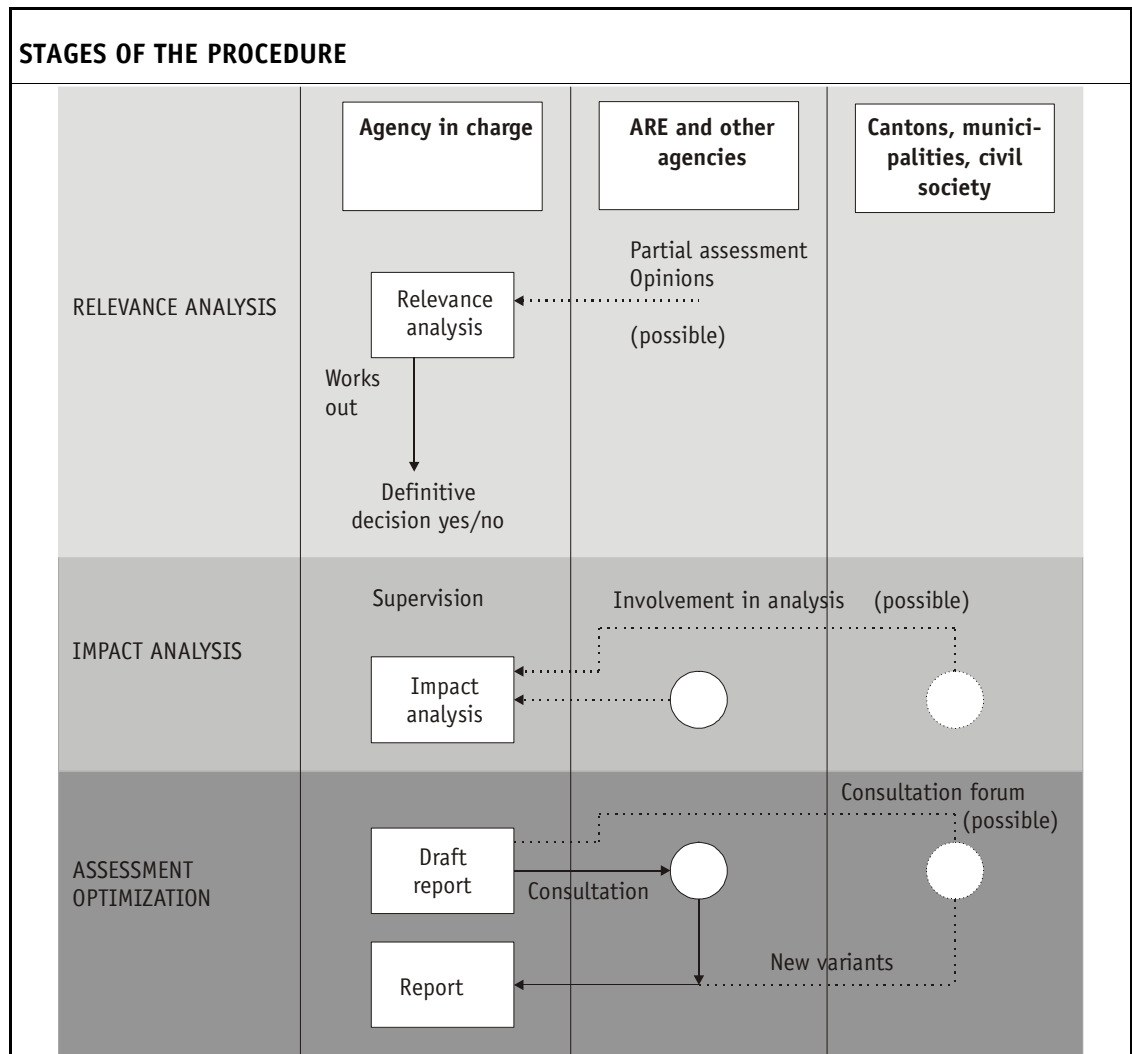 STAGES OF THE PROCEDURE
Agency in charge
ARE and other
agencies
Cantons, munici-
palities, civil
society
RELEVANCE ANALYSIS
Relevance
analysis
Partial assessment
Opinions
(possible)
Works
out
Definitive
decision yes/no
IMPACT ANALYSIS
Supervision
Involvement in analysis (possible)
Impact
analysis
ASSESSMENT
OPTIMIZATION
Consultation forum
(possible)
Draft
report
Consultation
New variants
Report